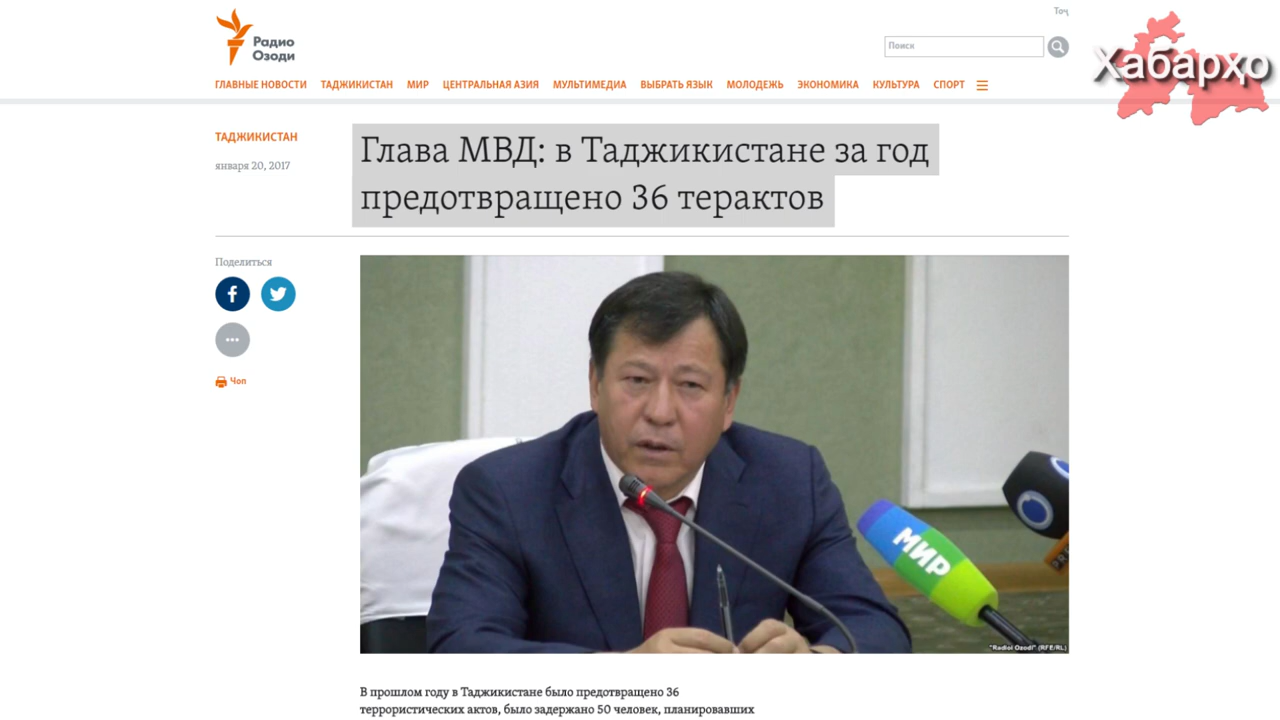 Радио
Озоди
Тоҷ
Поиск
Хабарҳо
ГЛАВНЫЕ НОВОСТИ ТАДЖИКИСТАН МИР ЦЕНТРАЛЬНАЯ АЗИЯ МУЛЬТИМЕДИА ВЫБРАТЬ ЯЗЫК МОЛОДЕЖЬ ЭКОНОМИКА КУЛЬТУРА СПОРТ
ТАДЖИКИСТАН
января 20, 2017
Глава МВД: в Таджикистане за год
предотвращено 36 терактов
Поделиться
Чоп
МИР
"Radioi Ozodi" (RFE/RL)
В прошлом году в Таджикистане было предотвращено 36
террористических актов, было задержано 50 человек, планировавших